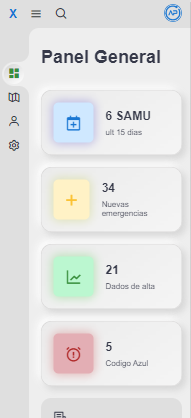 X
AP
Panel General
6 SAMU
ult 15 dias
34
Nuevas
emergencias
21
Dados de alta
5
Codigo Azul